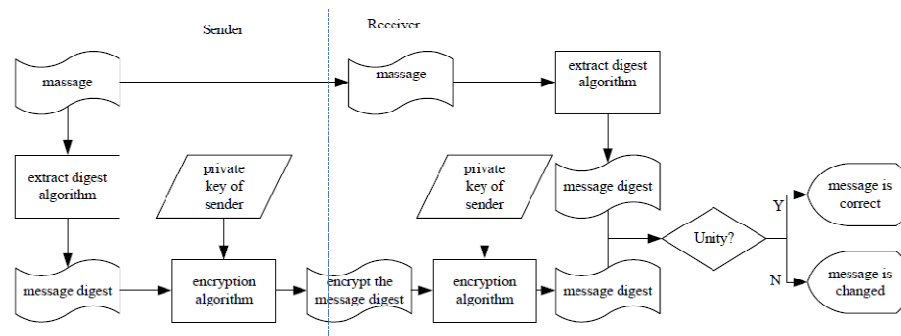 Sender
Receiver
massage
massage
extract digest
algorithm
extract digest
algorithm
private
key of
sender
private
key of
sender
message digest
message is
correct
Y
Unity?
N
message digest
encryption
algorithm
encrypt the
message digest
encryption
algorithm
message digest
message is
changed